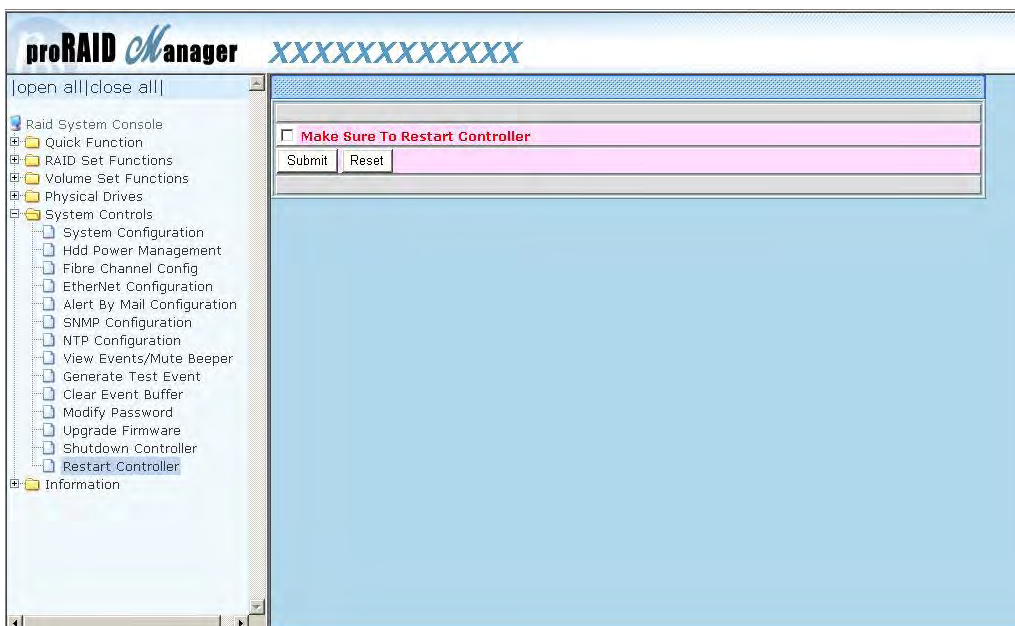 proRAID Manager XXXXXXXXXXXX
|open all|close all|
Raid System Console
Quick Function
RAID Set Functions
Volume Set Functions
Physical Drives
System Controls
System Configuration
Hdd Power Management
Fibre Channel Config
EtherNet Configuration
Alert By Mail Configuration
SNMP Configuration
NTP Configuration
View Events/Mute Beeper
Generate Test Event
Clear Event Buffer
Modify Password
Upgrade Firmware
Shutdown Controller
Restart Controller
Information
Make Sure To Restart Controller
Submit Reset